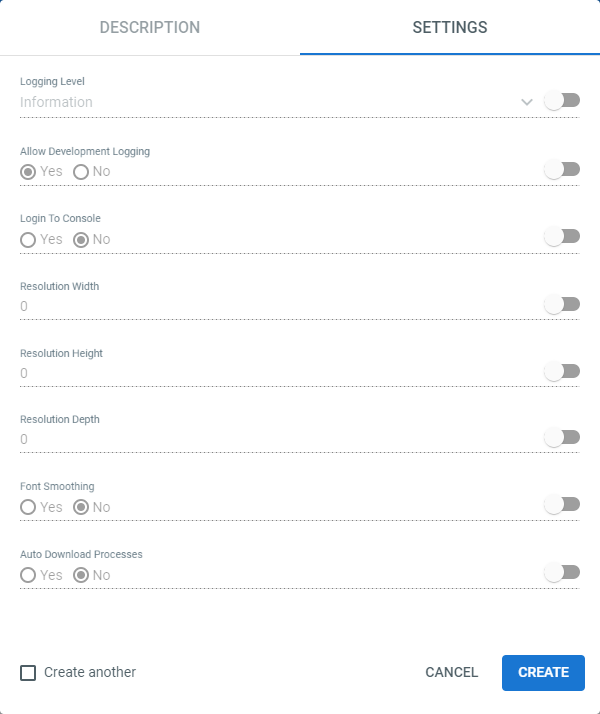 DESCRIPTION SETTINGS
Logging Level
Information
Allow Development Logging
Yes No
Login To Console
Yes No
Resolution Width
0
Resolution Height
0
Resolution Depth
0
Font Smoothing
Yes No
Auto Download Processes
Yes No
Create another CANCEL CREATE